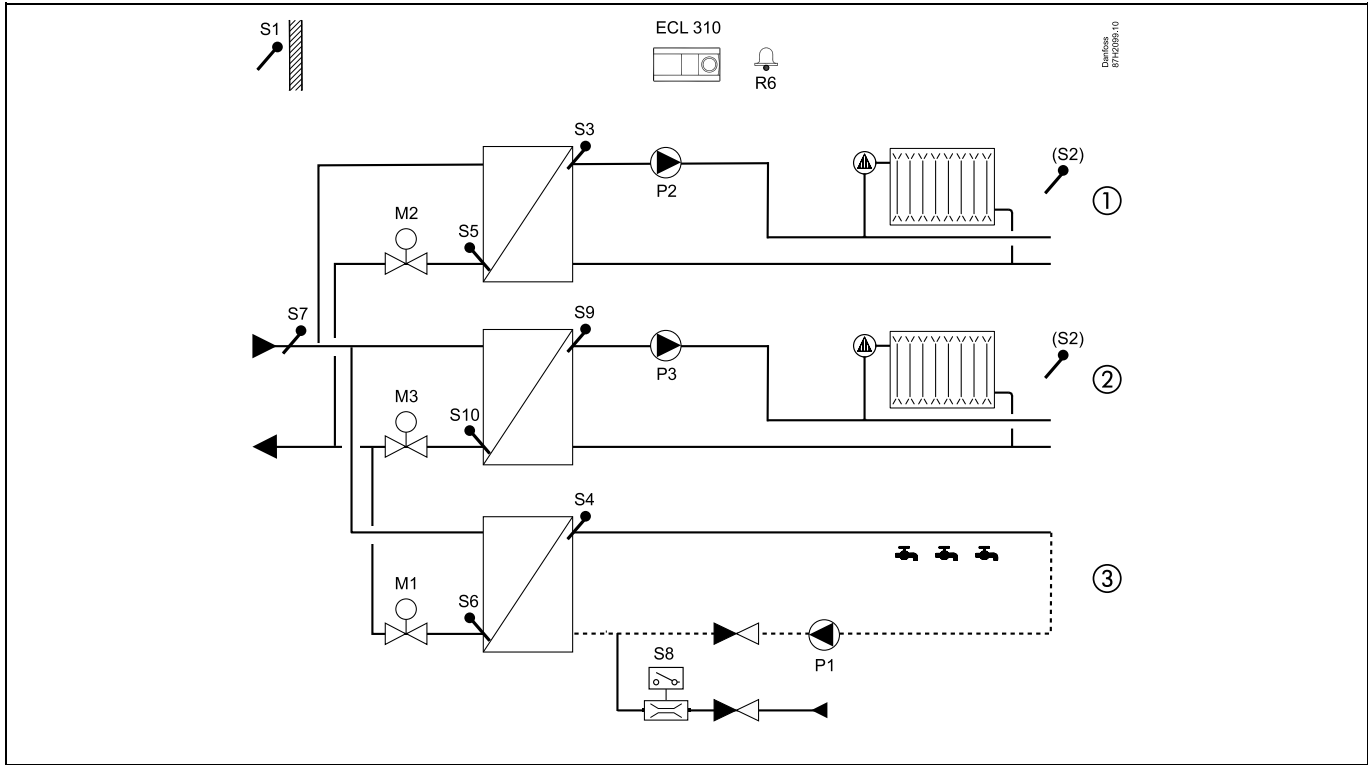 S1
ECL 310
R6
Danfoss
87H2099.10
S3
P2
(S2)
①
M2
S5
S7
S9
P3
(S2)
②
M3
S10
S4
③
M1
S6
S8
P1